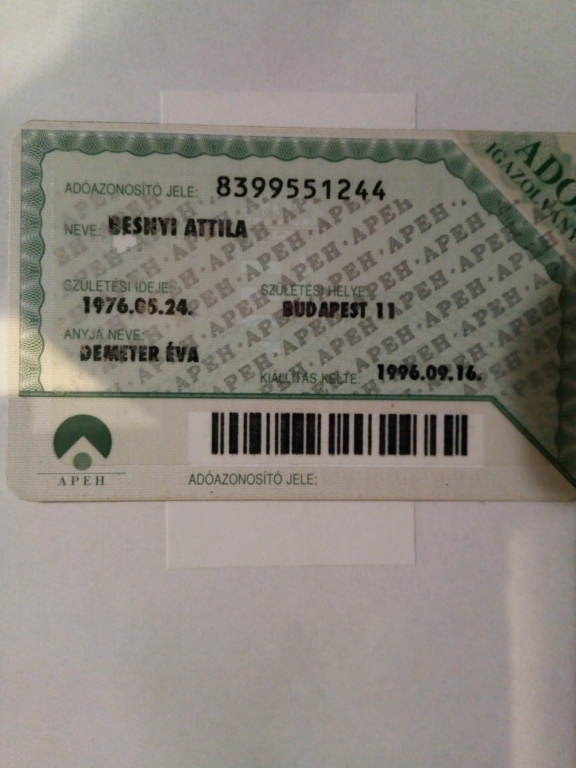 ADÓ
IGAZOLVÁNY
ADÓAZONOSÍTÓ JELE: 8399551244
NEVE: BESNYI ATTILA
SZÜLETÉSI IDEJE: SZÜLETÉSI HELYE:
1976.05.24. BUDAPEST 11
ANYJA NEVE:
DEMETER ÉVA
KIÁLLÍTÁS KELTE: 1996.09.16.
APEH
ADÓAZONOSÍTÓ JELE: